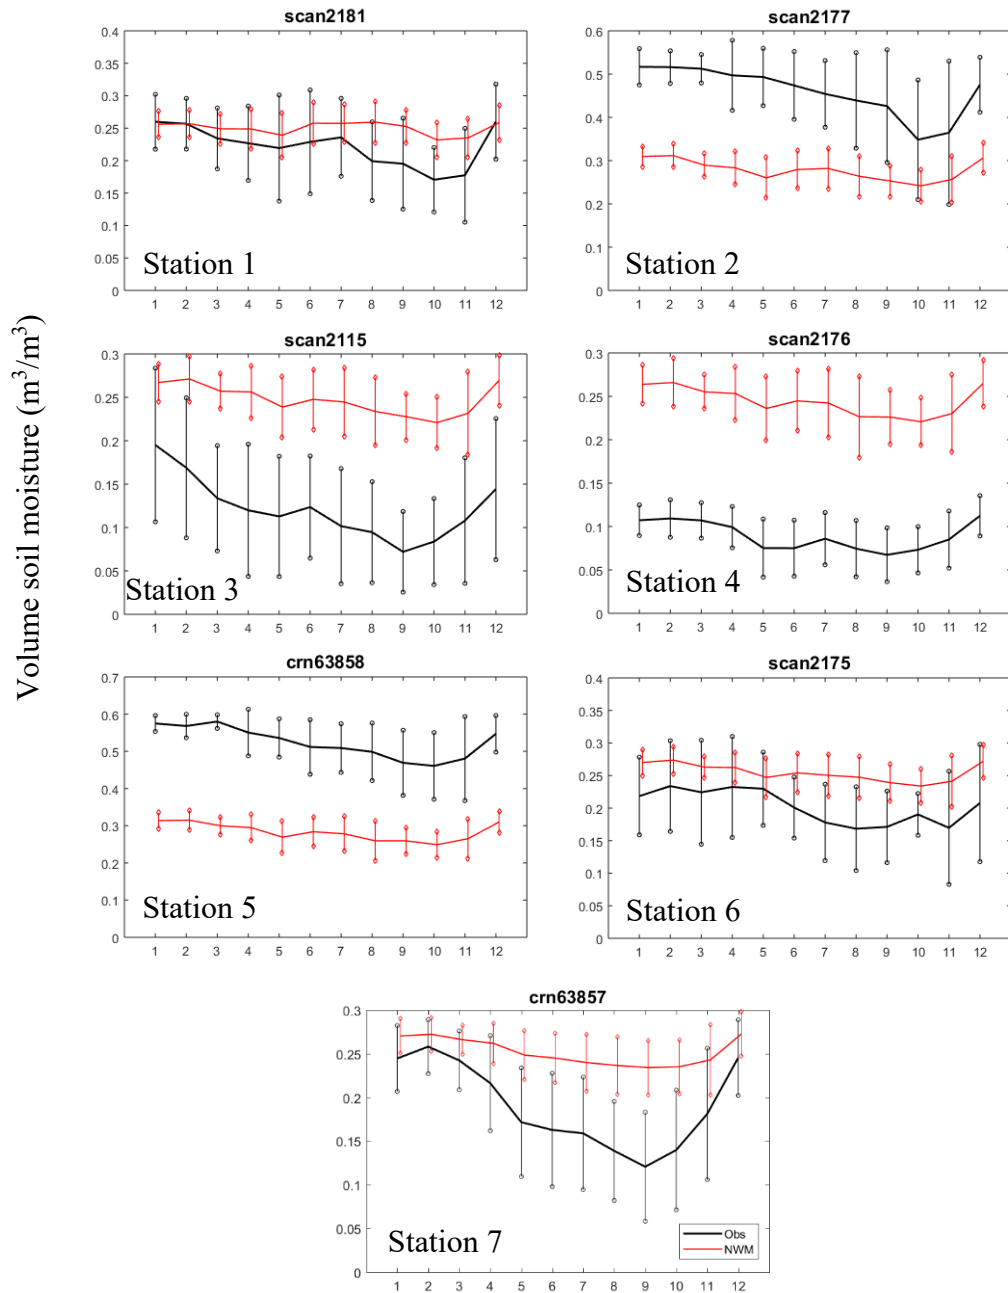 scan2181
0.4
0.35
0.3
0.25
0.2
0.15
0.1
0.05
0
1 2 3 4 5 6 7 8 9 10 11 12
Station 1
scan2177
0.6
0.5
0.4
0.3
0.2
0.1
0
1 2 3 4 5 6 7 8 9 10 11 12
Station 2
Volume soil moisture (m³/m³)
scan2115
0.3
0.25
0.2
0.15
0.1
0.05
0
1 2 3 4 5 6 7 8 9 10 11 12
Station 3
scan2176
0.3
0.25
0.2
0.15
0.1
0.05
0
1 2 3 4 5 6 7 8 9 10 11 12
Station 4
crn63858
0.7
0.6
0.5
0.4
0.3
0.2
0.1
0
1 2 3 4 5 6 7 8 9 10 11 12
Station 5
scan2175
0.4
0.35
0.3
0.25
0.2
0.15
0.1
0.05
0
1 2 3 4 5 6 7 8 9 10 11 12
Station 6
crn63857
0.3
0.25
0.2
0.15
0.1
0.05
0
1 2 3 4 5 6 7 8 9 10 11 12
Station 7
Obs
NWM